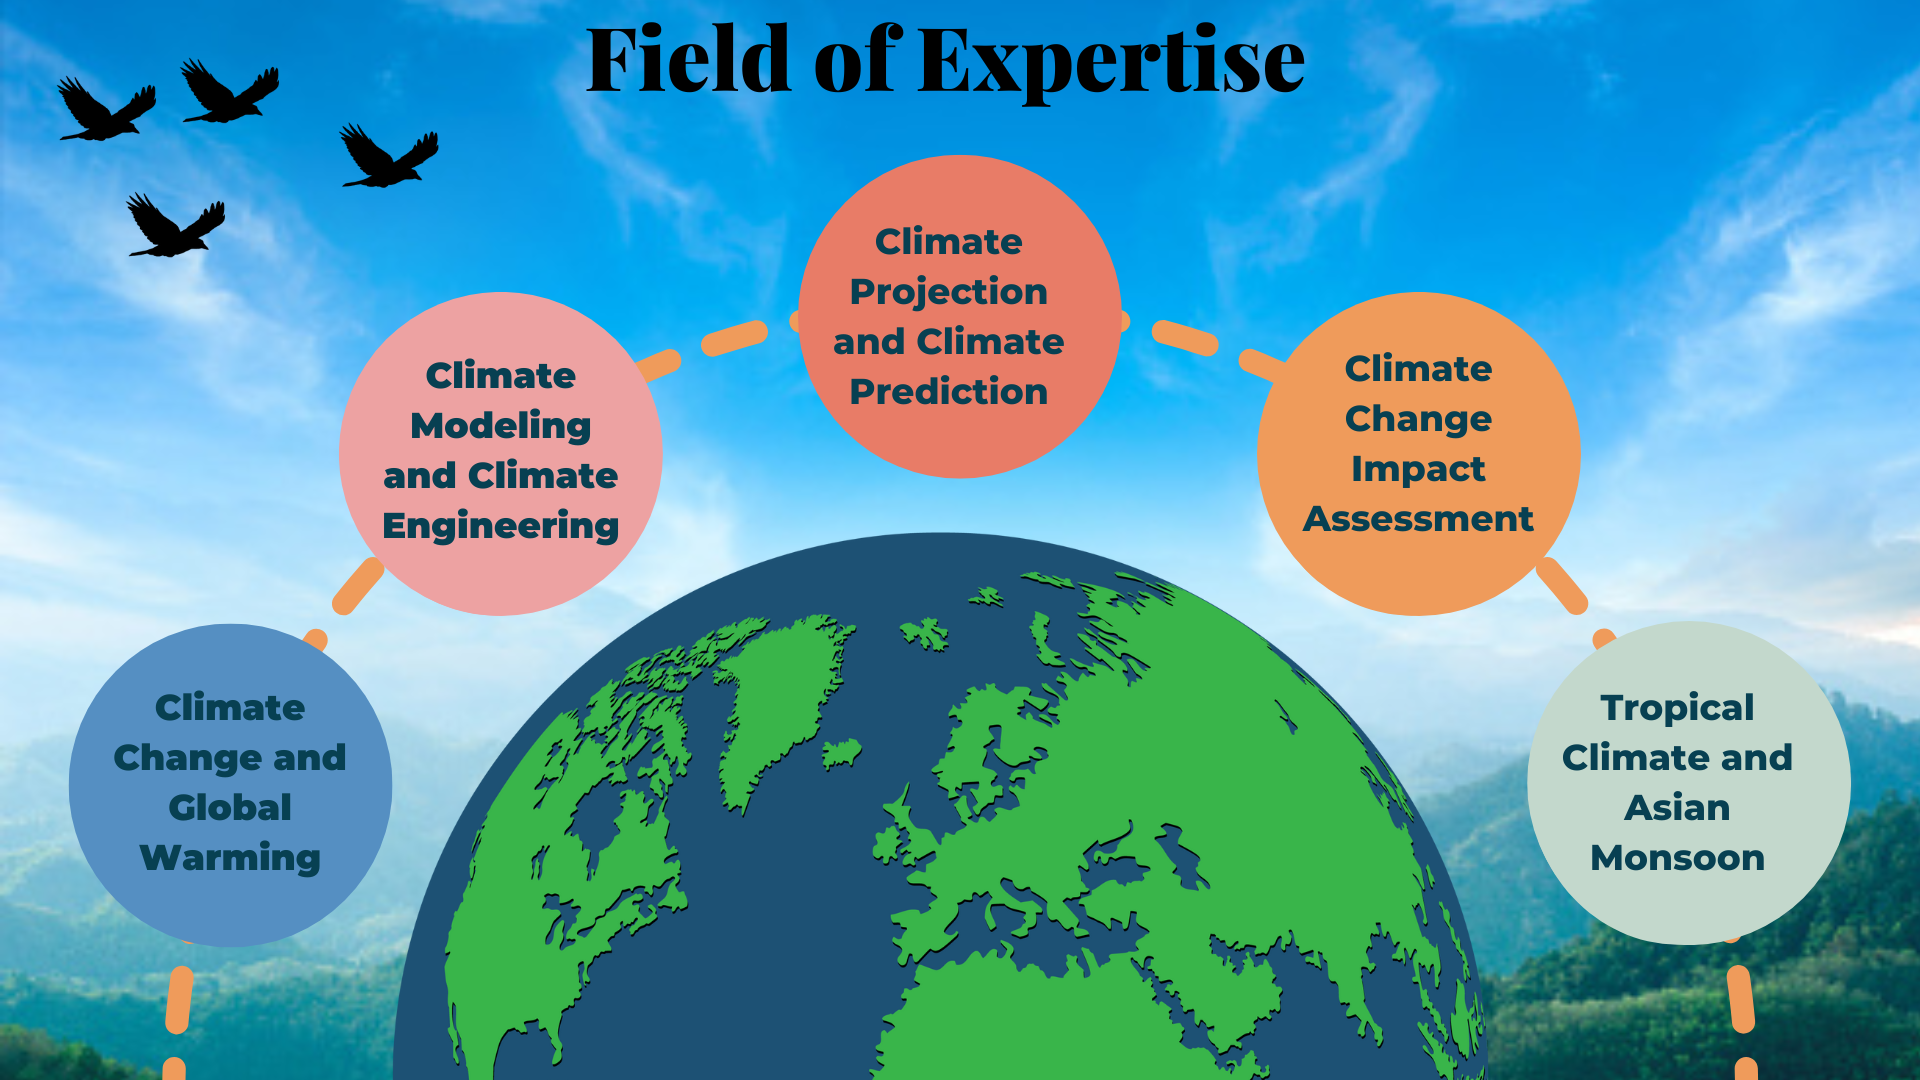 Field of Expertise
Climate
Projection
and Climate
Prediction
Climate
Modeling
and Climate
Engineering
Climate
Change
Impact
Assessment
Climate
Change and
Global
Warming
Tropical
Climate and
Asian
Monsoon